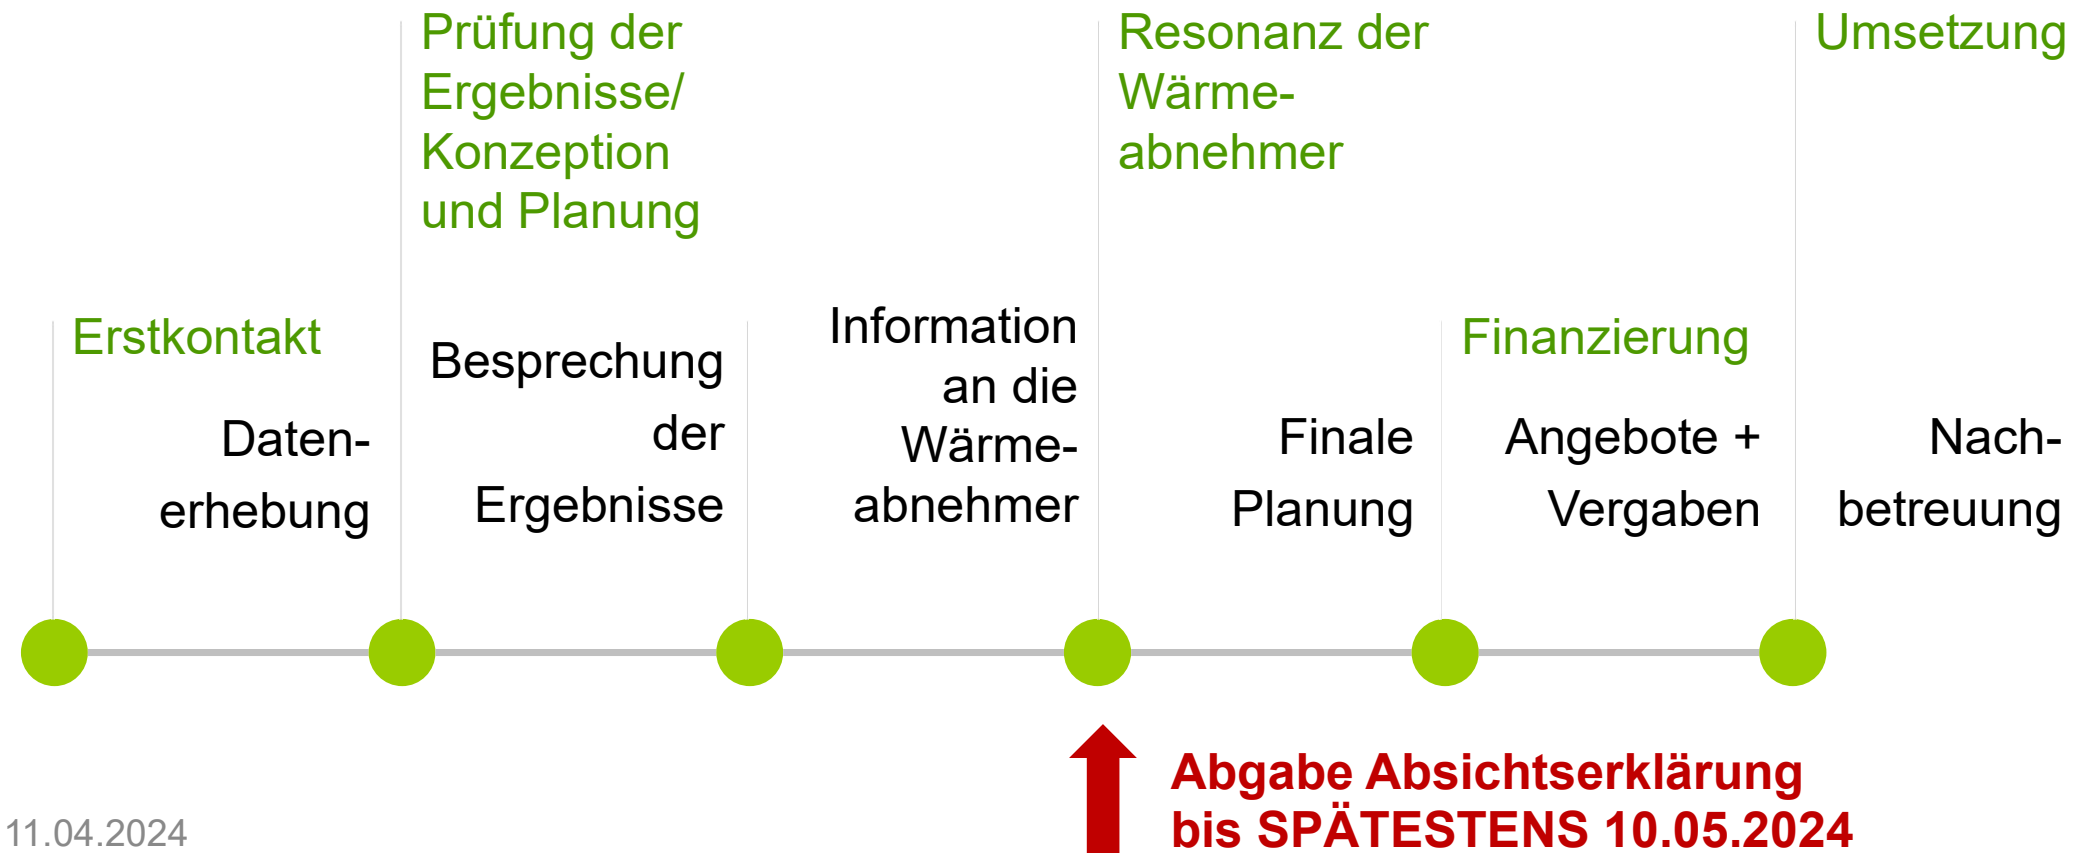 Prüfung der
Ergebnisse/
Konzeption
und Planung
Resonanz der
Wärme-
abnehmer
Umsetzung
Erstkontakt
Daten-
erhebung
Besprechung
der
Ergebnisse
Information
an die
Wärme-
abnehmer
Finale
Planung
Finanzierung
Angebote +
Vergaben
Nach-
betreuung
Abgabe Absichtserklärung
bis SPÄTESTENS 10.05.2024
11.04.2024